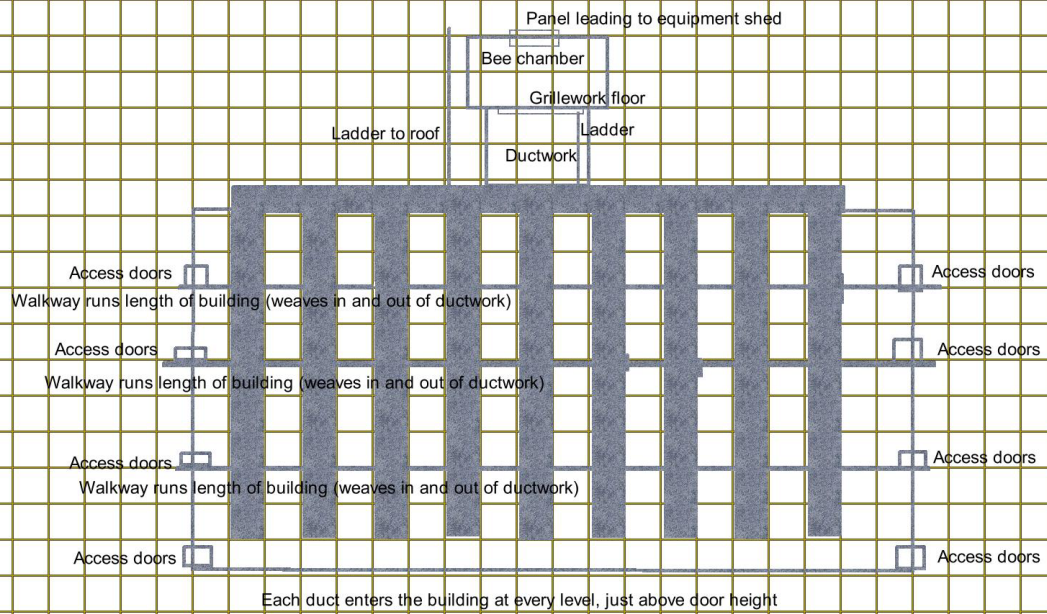 Panel leading to equipment shed
Bee chamber
Grillework floor
Ladder to roof
Ladder
Ductwork
Access doors
Access doors
Walkway runs length of building (weaves in and out of ductwork)
Access doors
Access doors
Walkway runs length of building (weaves in and out of ductwork)
Access doors
Access doors
Walkway runs length of building (weaves in and out of ductwork)
Access doors
Access doors
Each duct enters the building at every level, just above door height